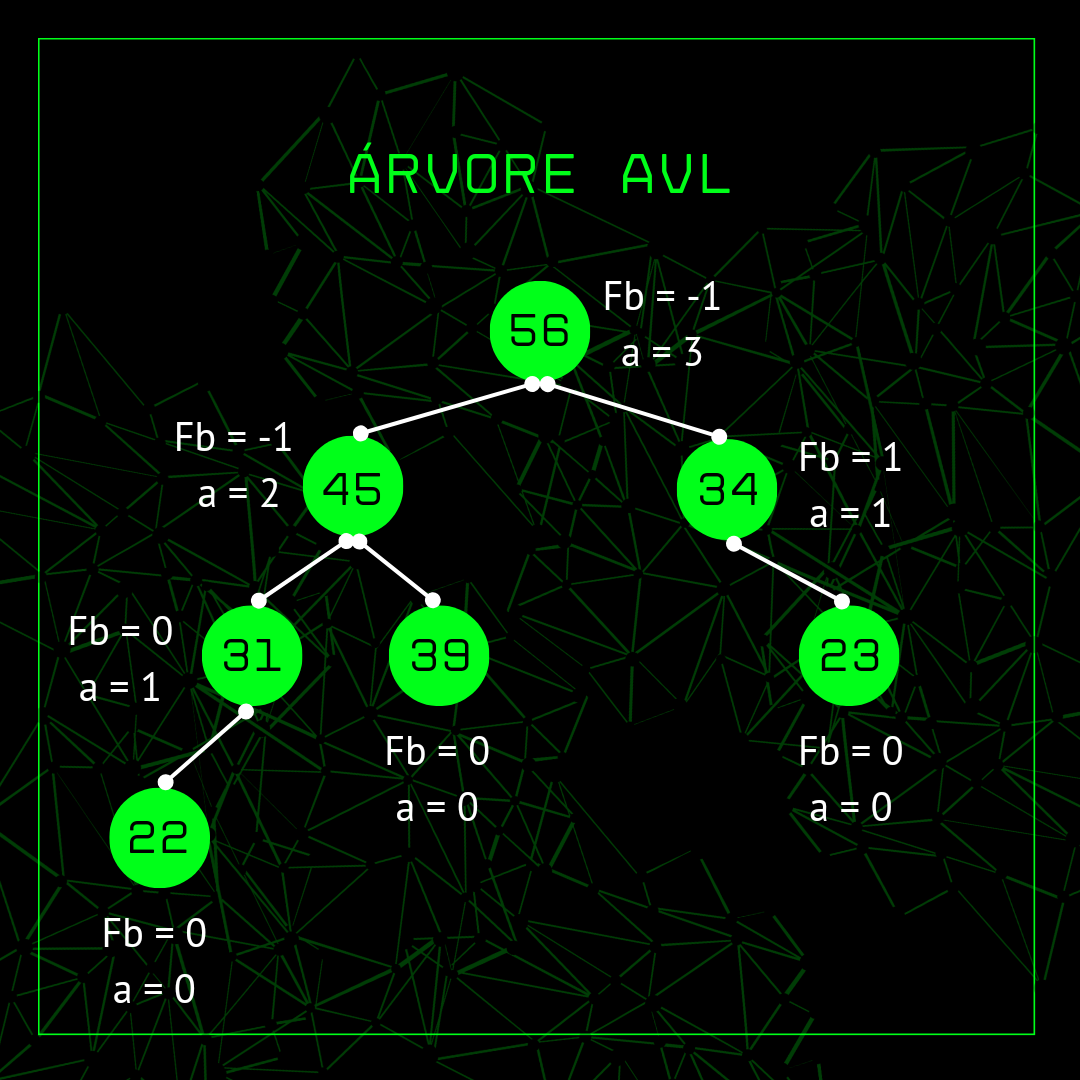 ÁRVORE AVL
56
Fb = -1
a = 3
Fb = -1
a = 2
45
34
Fb = 1
a = 1
Fb = 0
a = 1
31
39
23
Fb = 0
a = 0
Fb = 0
a = 0
22
Fb = 0
a = 0